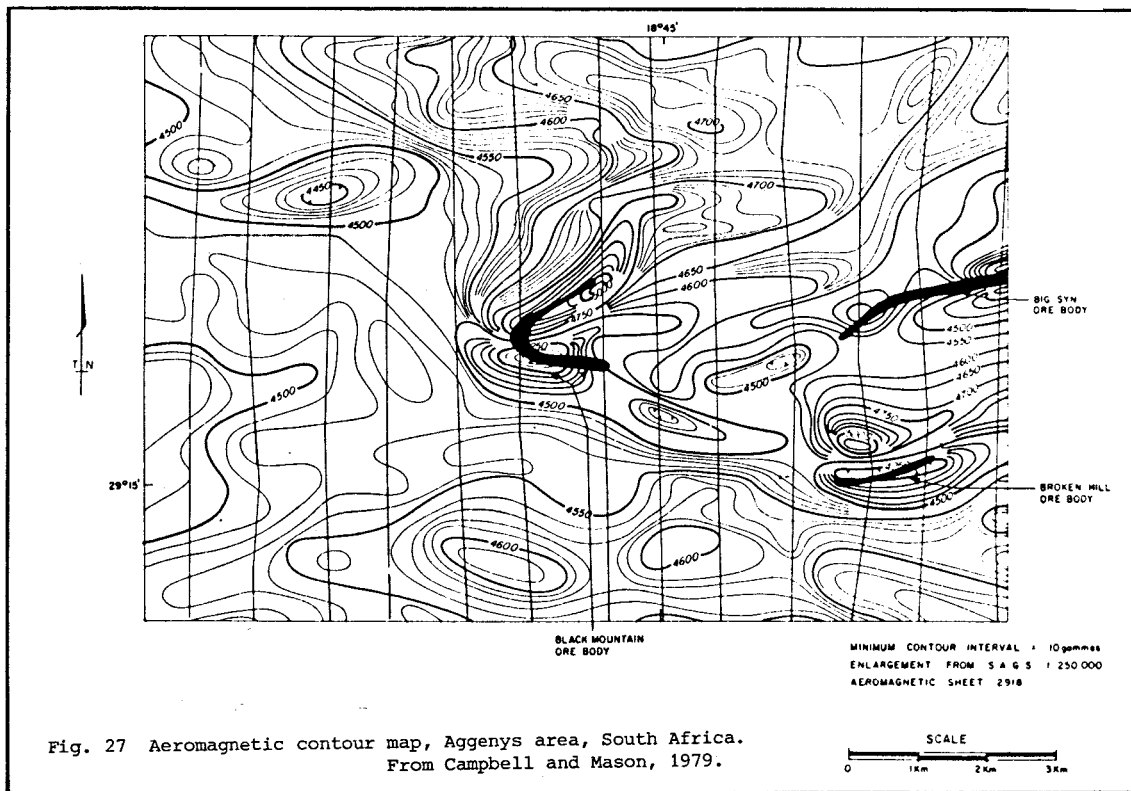 18°45'
4650
4600
4700
4500
4550
4450
4700
4500
4650
4600
4750
BIG SYN
ORE BODY
4500
4550
4600
4650
4700
4500
4500
4500
29°15'
4550
4500
BROKEN HILL
ORE BODY
4600
4600
T N
BLACK MOUNTAIN
ORE BODY
MINIMUM CONTOUR INTERVAL = 10 gammas
ENLARGEMENT FROM S A G S 1 250 000
AEROMAGNETIC SHEET 2918
Fig. 27 Aeromagnetic contour map, Aggenys area, South Africa.
From Campbell and Mason, 1979.
SCALE
0 1Km 2Km 3Km